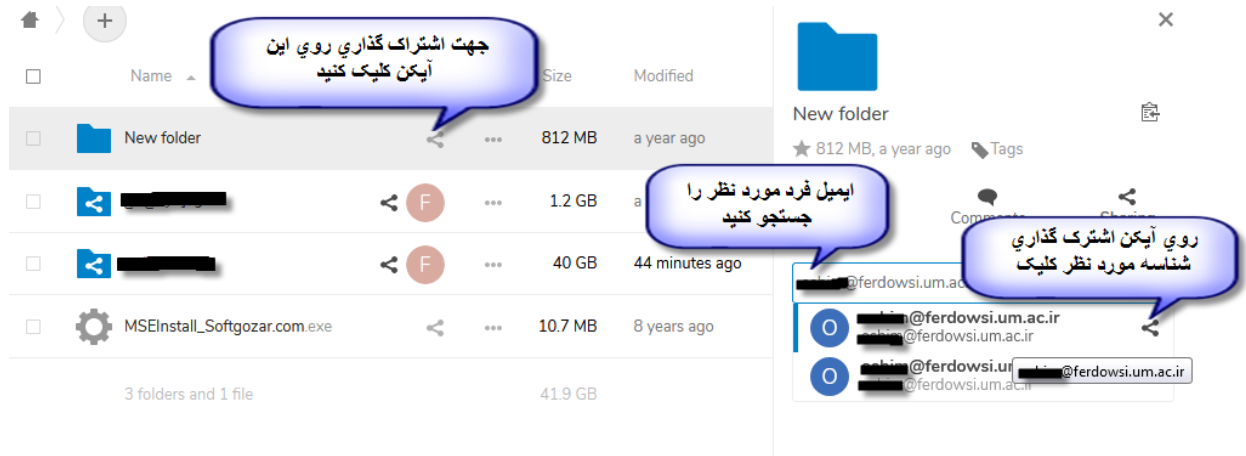 جهت اشتراک گذاري روي اين
آيکن کليک کنيد
Name
Size
Modified
New folder
812 MB
a year ago
F
1.2 GB
a
F
40 GB
44 minutes ago
MSEInstall_Softgozar.com.exe
10.7 MB
8 years ago
3 folders and 1 file
41.9 GB
New folder
812 MB, a year ago
Tags
ايميل فرد مورد نظر را
جستجو کنيد
Comments
Sharing
روي آيکن اشترک گذاري
شناسه مورد نظر کليک
@ferdowsi.um.ac
O
@ferdowsi.um.ac.ir
@ferdowsi.um.ac.ir
O
@ferdowsi.ur
@ferdowsi.um.ac.ir
@ferdowsi.um.ac.ir